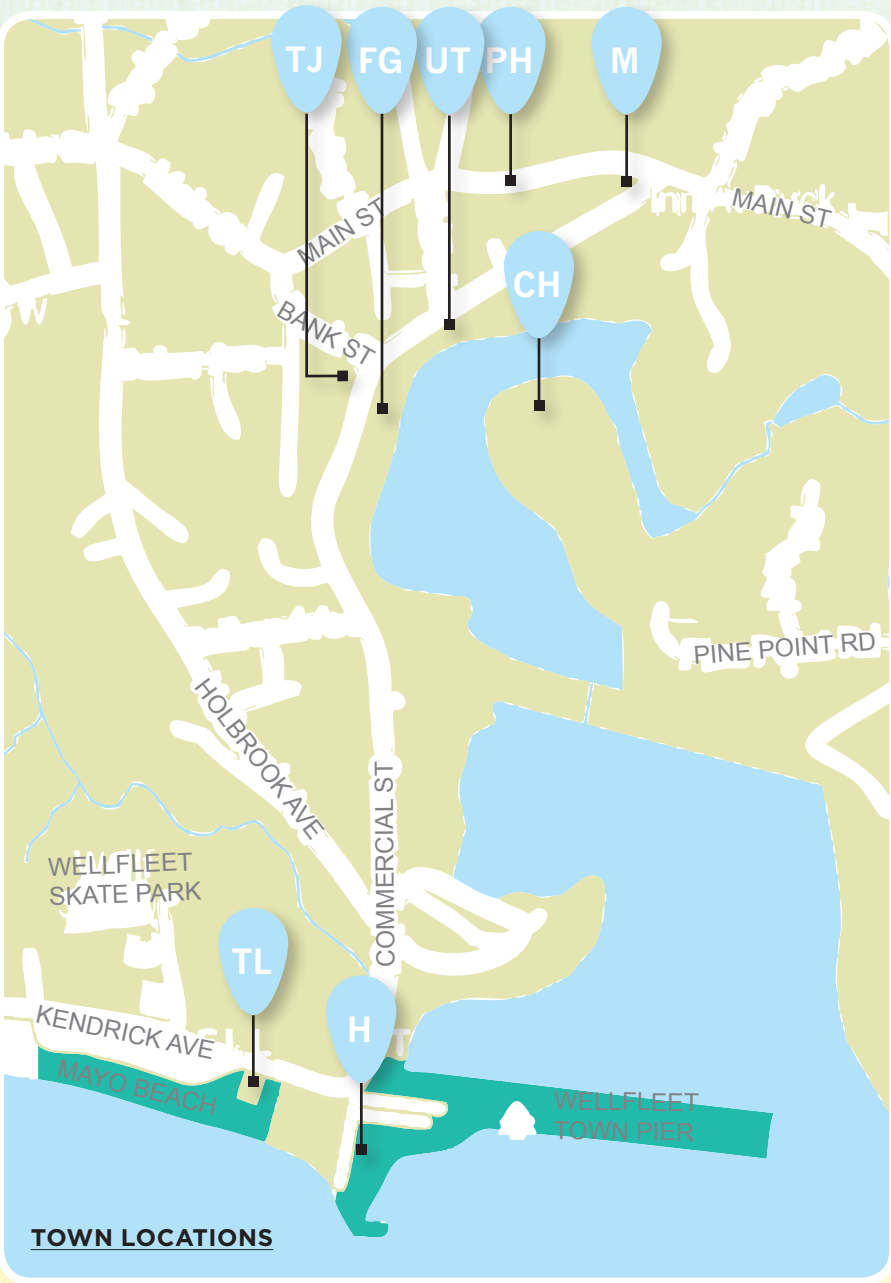 TJ
FG
UT
PH
M
MAIN ST
MAIN ST
CH
BANK ST
PINE POINT RD
HOLBROOK AVE
COMMERCIAL ST
WELLFLEET
SKATE PARK
TL
H
KENDRICK AVE
MAYO BEACH
WELLFLEET
TOWN PIER
TOWN LOCATIONS